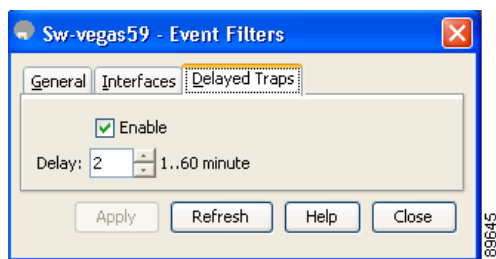 Sw-vegas59 - Event Filters
General Interfaces Delayed Traps
Enable
Delay: 2 1..60 minute
Apply Refresh Help Close
89645